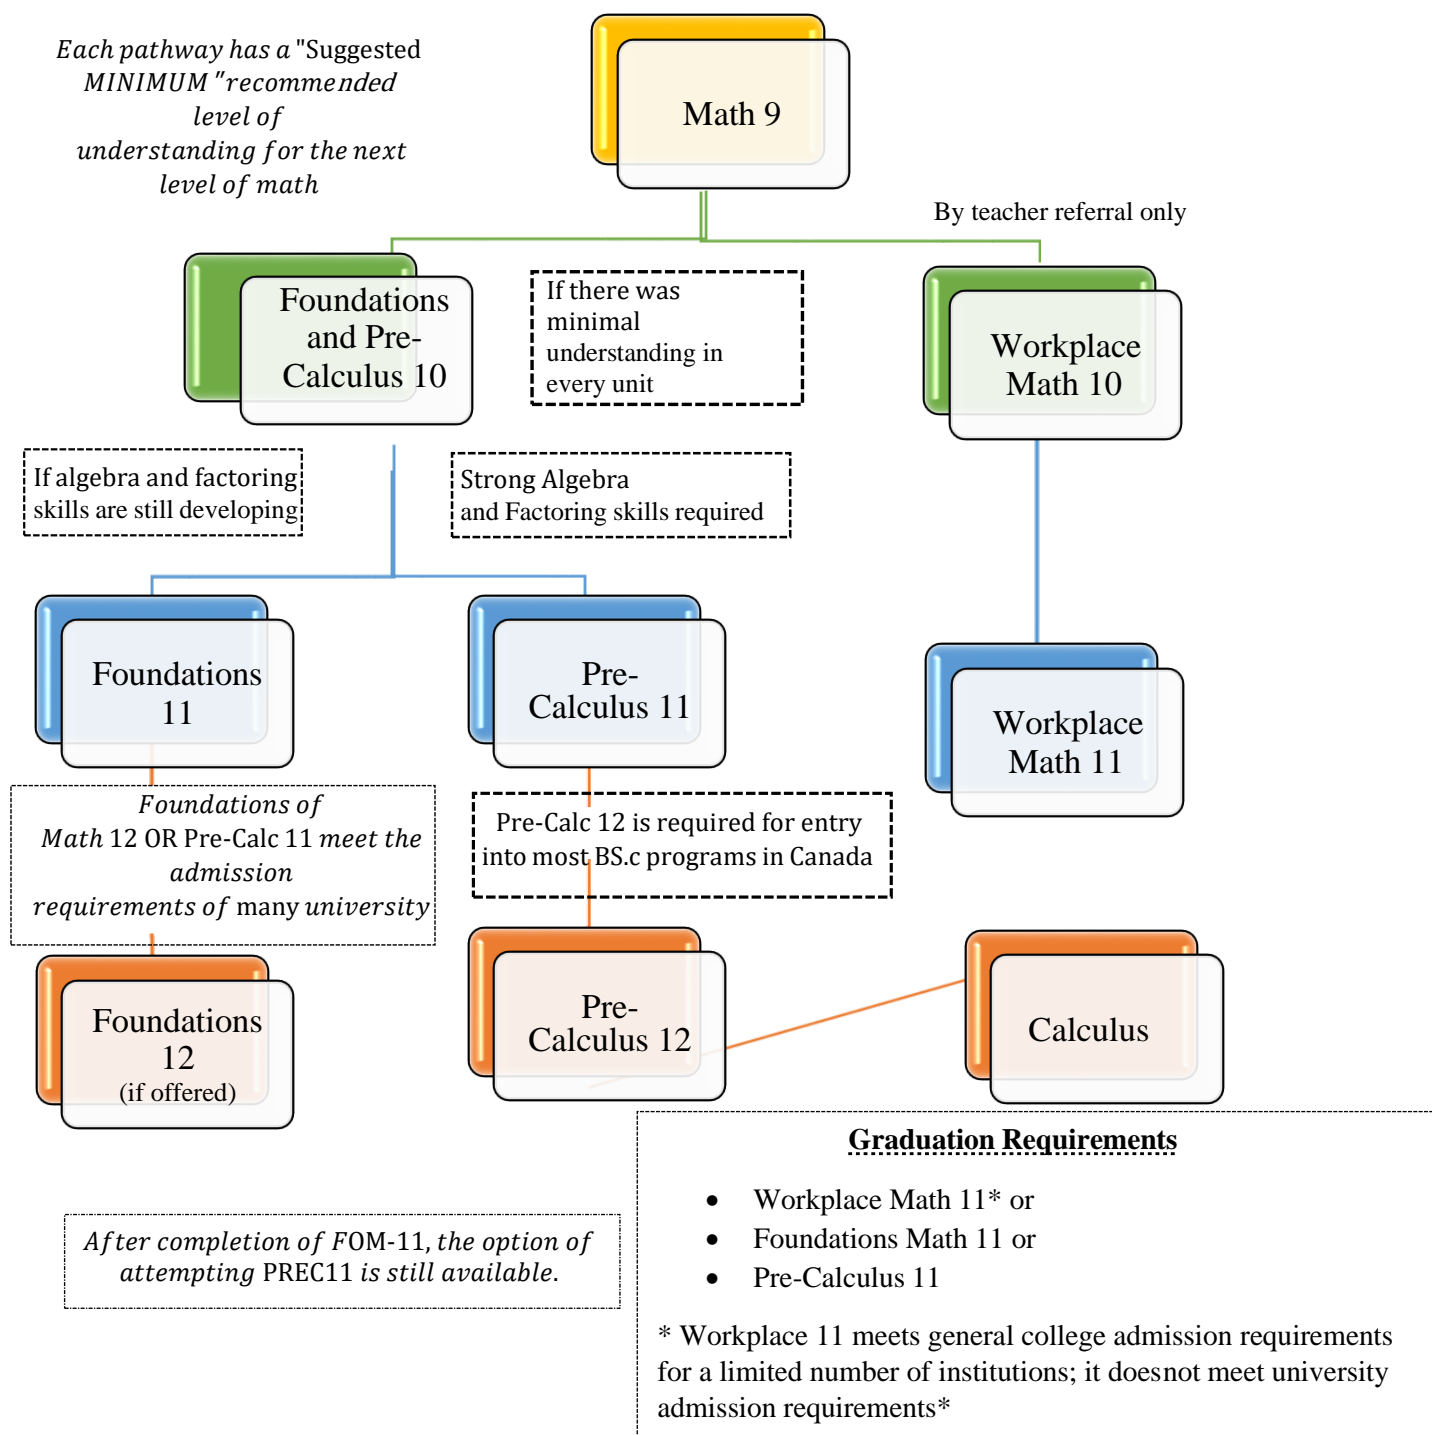 Each pathway has a "Suggested
MINIMUM "recommended
level of
understanding for the next
level of math
Math 9
By teacher referral only
Foundations
and Pre-
Calculus 10
If there was
minimal
understanding in
every unit
Workplace
Math 10
If algebra and factoring
skills are still developing
Strong Algebra
and Factoring skills required
Foundations
11
Pre-
Calculus 11
Workplace
Math 11
Foundations of
Math 12 OR Pre-Calc 11 meet the
admission
requirements of many university
Pre-Calc 12 is required for entry
into most BS.c programs in Canada
Foundations
12
(if offered)
Pre-
Calculus 12
Calculus
Graduation Requirements
• Workplace Math 11* or
• Foundations Math 11 or
• Pre-Calculus 11
* Workplace 11 meets general college admission requirements
for a limited number of institutions; it doesnot meet university
admission requirements*
After completion of FOM-11, the option of
attempting PREC11 is still available.